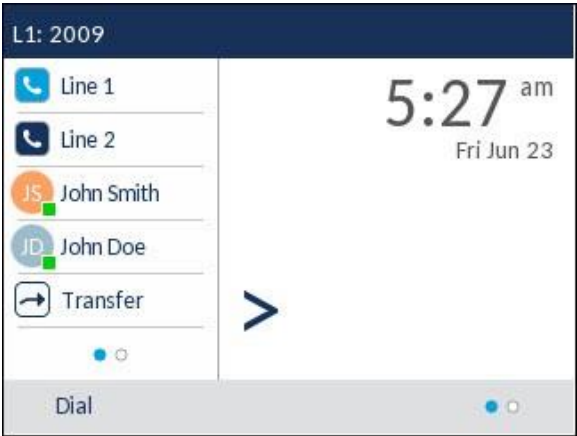 L1: 2009
Line 1
Line 2
JS John Smith
JD John Doe
Transfer
5:27 am
Fri Jun 23
>
Dial